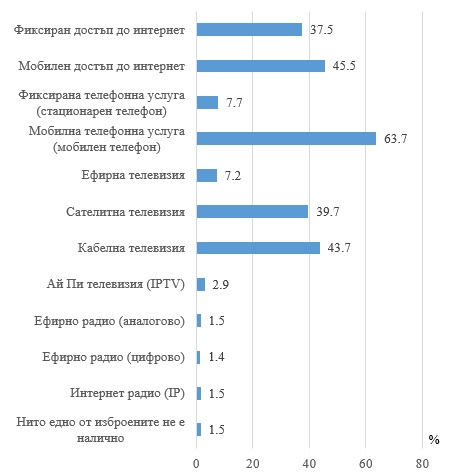 Фиксиран достъп до интернет
37.5
Мобилен достъп до интернет
45.5
Фиксирана телефонна услуга
(стационарен телефон)
7.7
Мобилна телефонна услуга
(мобилен телефон)
63.7
Ефирна телевизия
7.2
Сателитна телевизия
39.7
Кабелна телевизия
43.7
Ай Пи телевизия (IPTV)
2.9
Ефирно радио (аналогово)
1.5
Ефирно радио (цифрово)
1.4
Интернет радио (IP)
1.5
Нито едно от изброените не е
налично
1.5
%
0 20 40 60 80